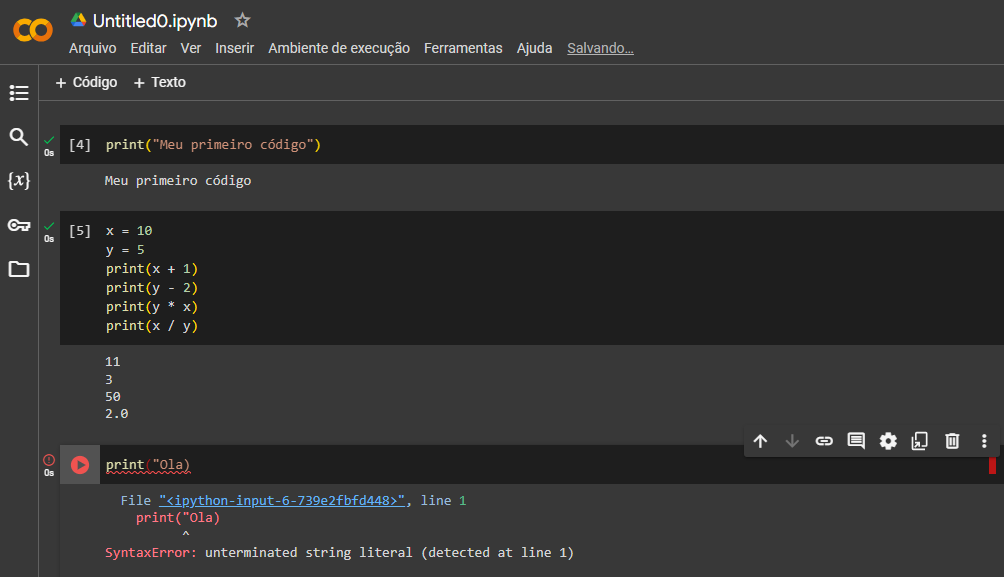 Untitled0.ipynb
Arquivo Editar Ver Inserir Ambiente de execução Ferramentas Ajuda Salvando...
+ Código + Texto
{x}
0s
[4] print("Meu primeiro código")
Meu primeiro código
0s
[5] x = 10
y = 5
print(x + 1)
print(y - 2)
print(y * x)
print(x / y)
11
3
50
2.0
0s
print("Ola)
File "<ipython-input-6-739e2fbfd448>", line 1
print("Ola)
^
SyntaxError: unterminated string literal (detected at line 1)